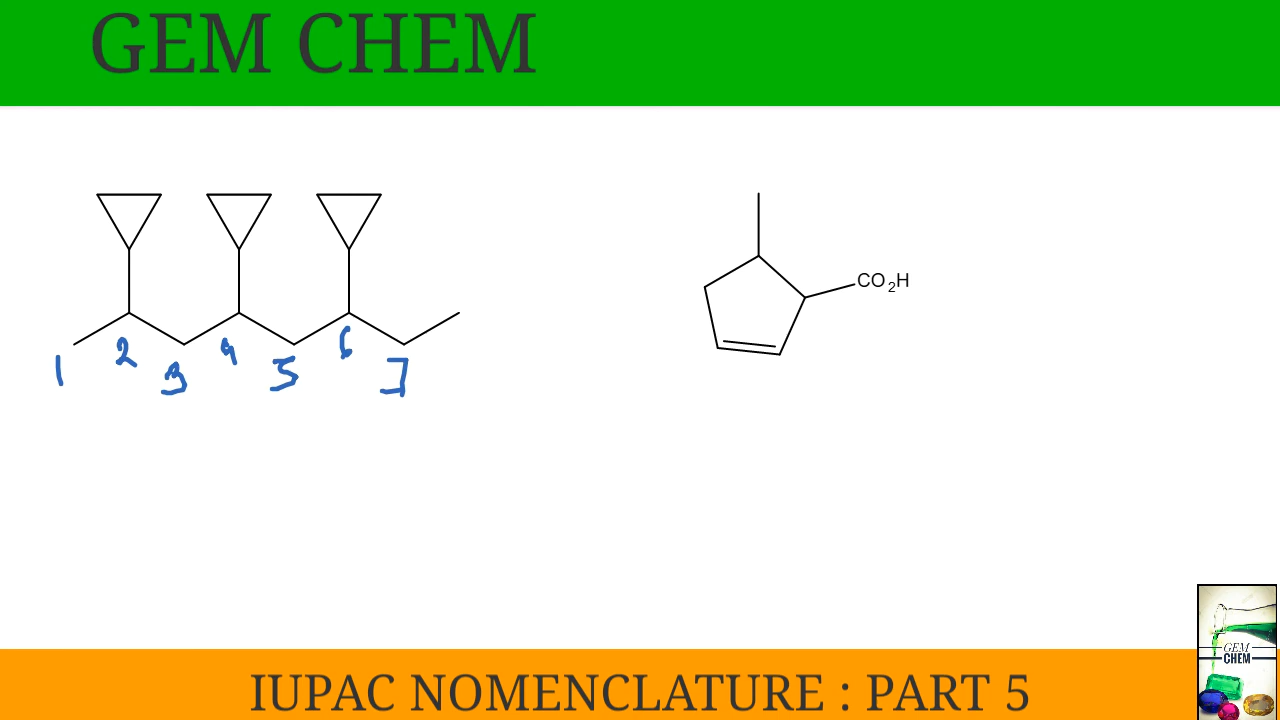 GEM CHEM
CO2H
1 2 3 4 5 6 7
GEM
CHEM
IUPAC NOMENCLATURE : PART 5